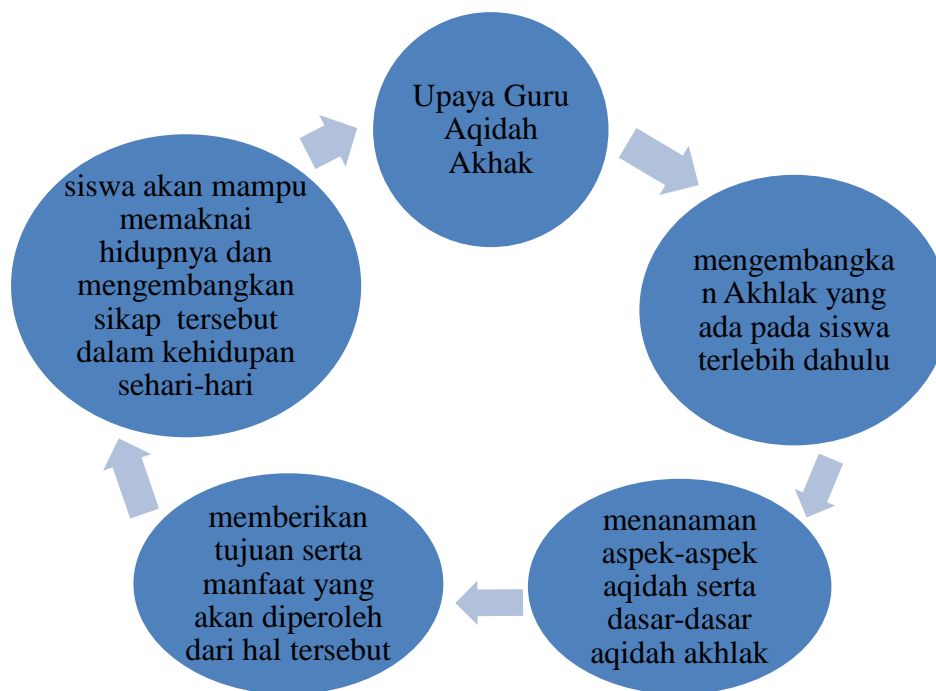 Upaya Guru
Aqidah
Akhak
mengembangka
n Akhlak yang
ada pada siswa
terlebih dahulu
menanaman
aspek-aspek
aqidah serta
dasar-dasar
aqidah akhlak
memberikan
tujuan serta
manfaat yang
akan diperoleh
dari hal tersebut
siswa akan mampu
memaknai
hidupnya dan
mengembangkan
sikap tersebut
dalam kehidupan
sehari-hari